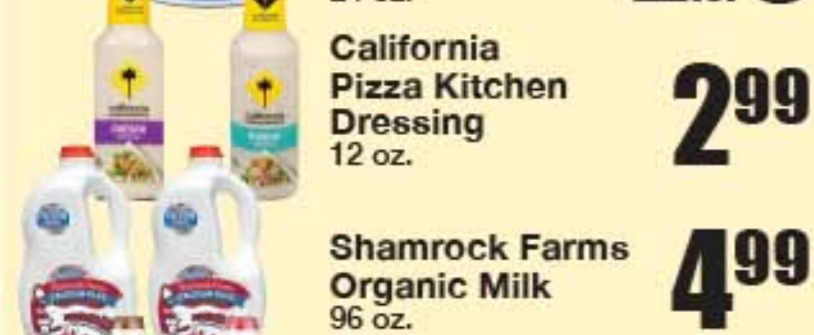 California
Pizza Kitchen
Dressing
12 oz.
2.99
Shamrock Farms
Organic Milk
96 oz.
4.99